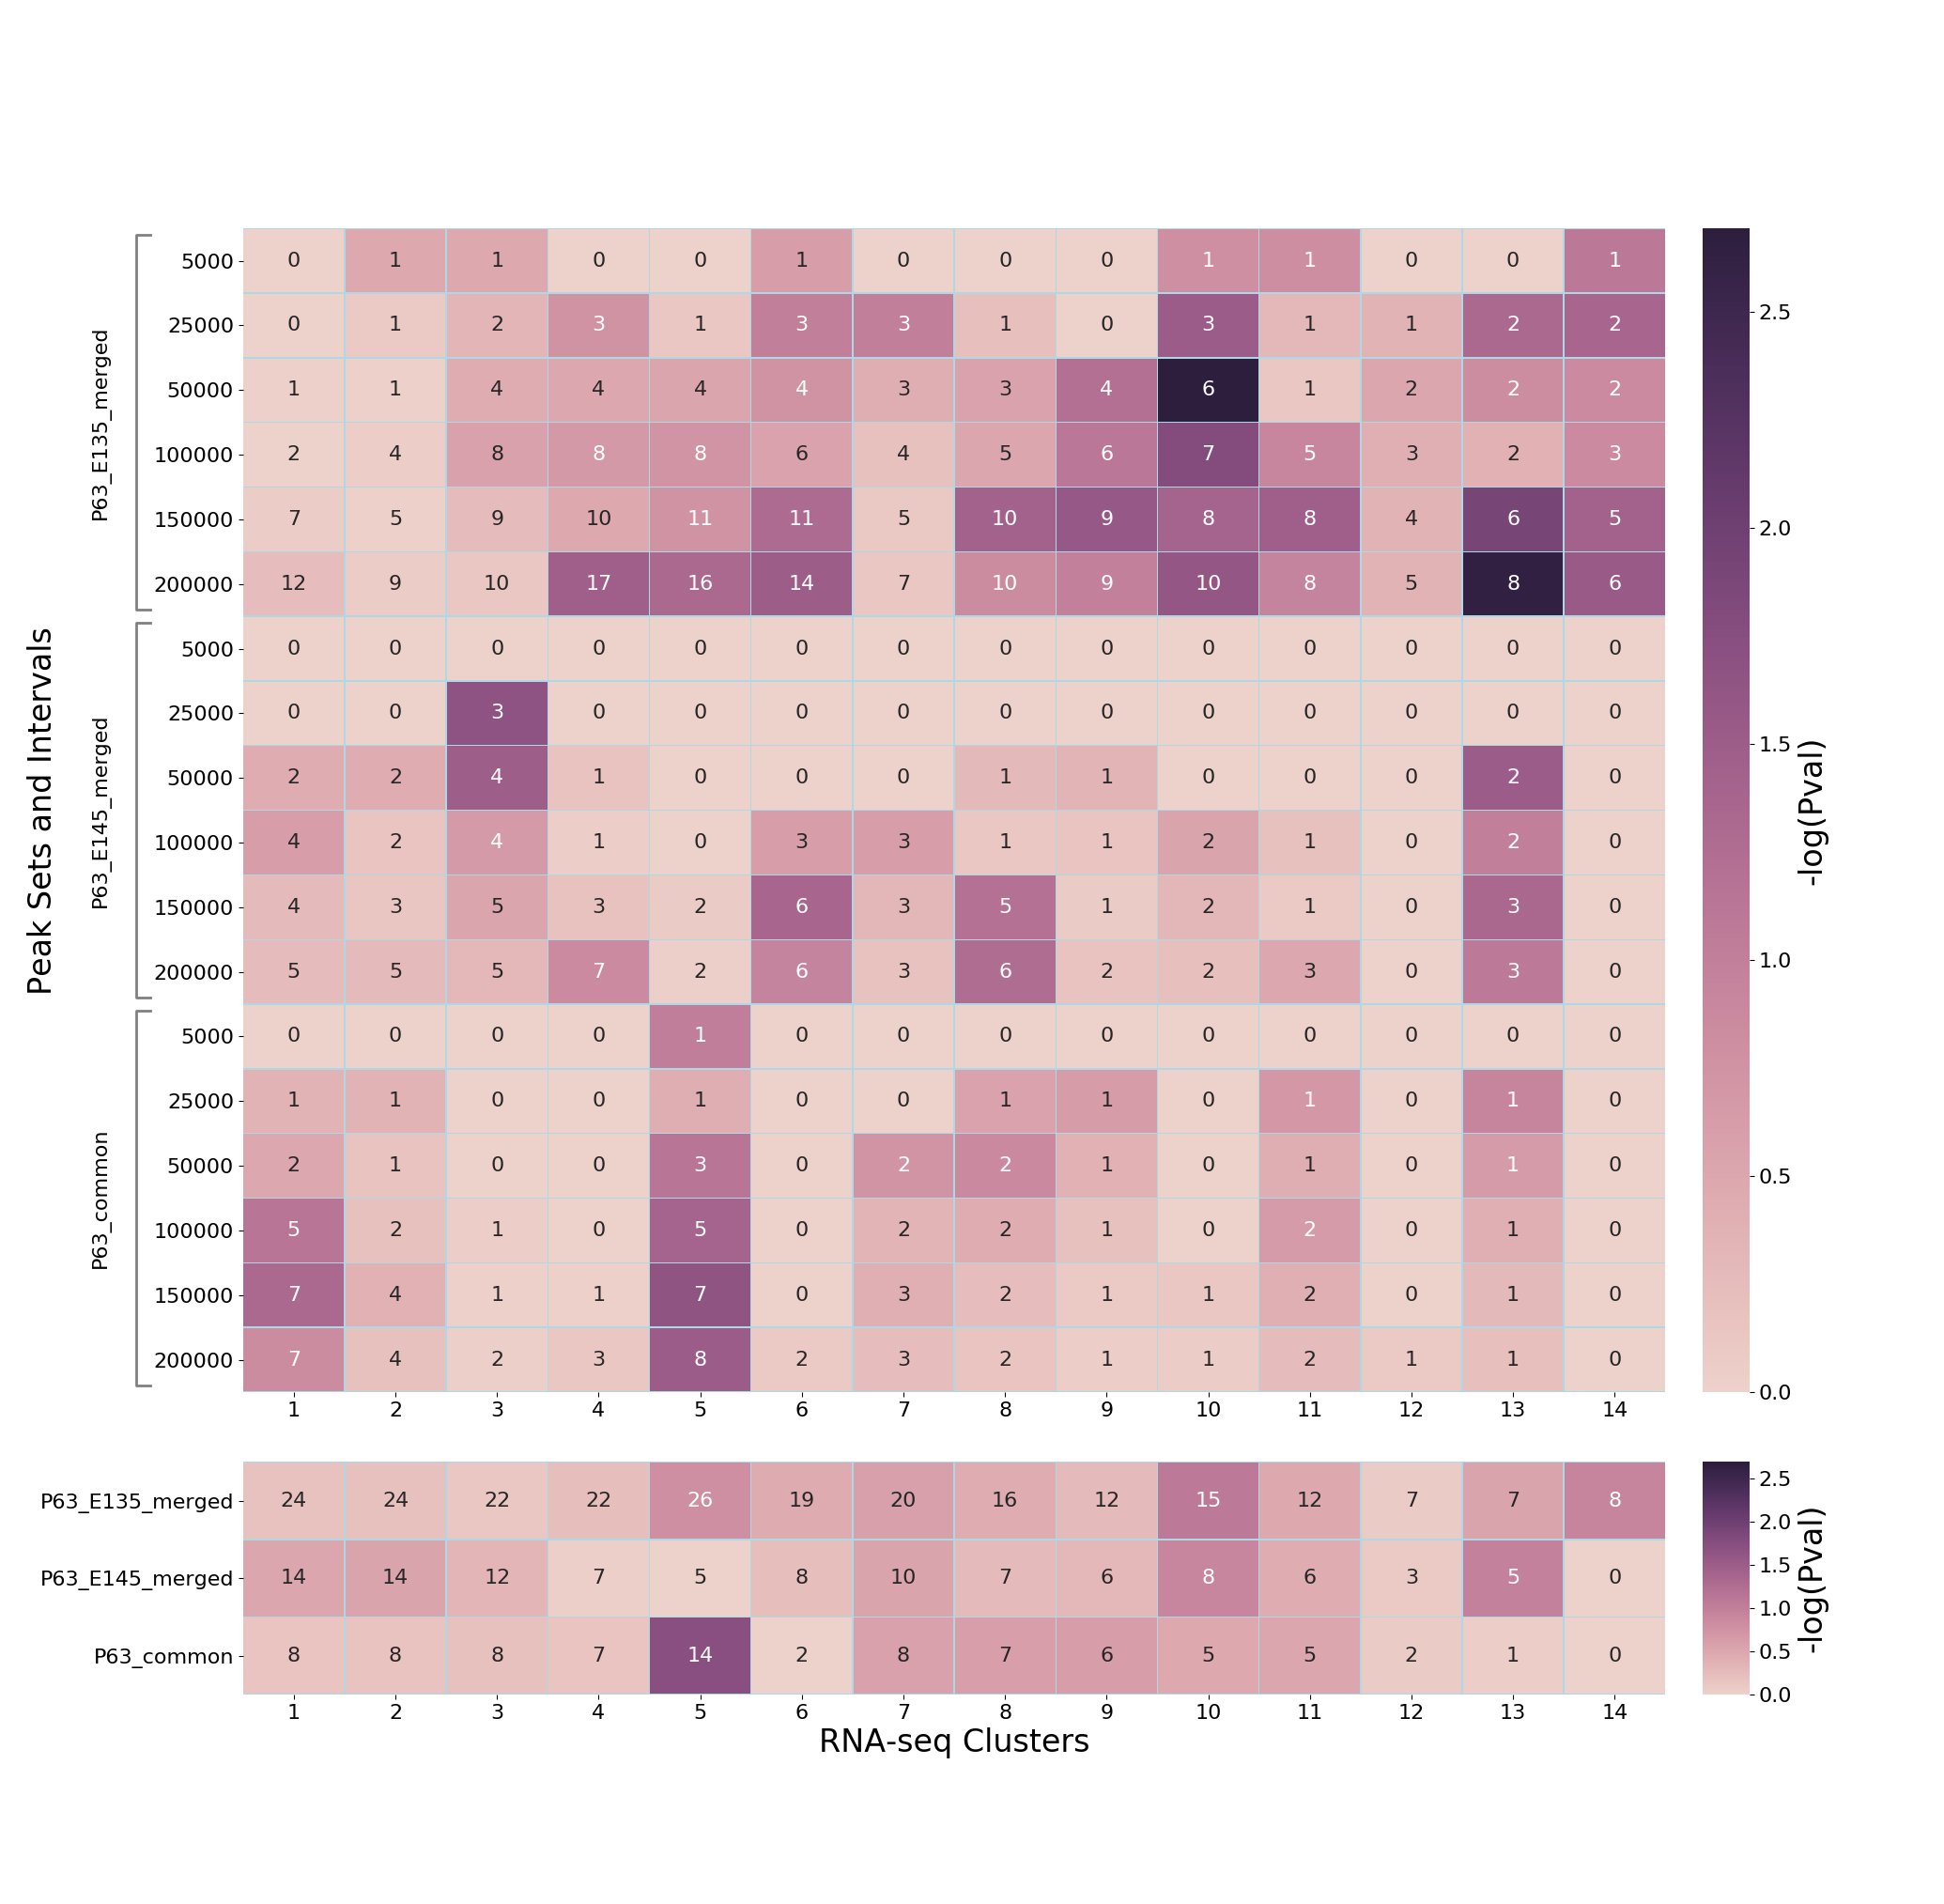 Peak Sets and Intervals
P63_E135_merged
5000 0 1 1 0 0 1 0 0 0 1 1 0 0 1
25000 0 1 2 3 1 3 3 1 0 3 1 1 2 2
50000 1 1 4 4 4 4 3 3 4 6 1 2 2 2
100000 2 4 8 8 8 6 4 5 6 7 5 3 2 3
150000 7 5 9 10 11 11 5 10 9 8 8 4 6 5
200000 12 9 10 17 16 14 7 10 9 10 8 5 8 6
P63_E145_merged
5000 0 0 0 0 0 0 0 0 0 0 0 0 0 0
25000 0 0 3 0 0 0 0 0 0 0 0 0 0 0
50000 2 2 4 1 0 0 0 1 1 0 0 0 2 0
100000 4 2 4 1 0 3 3 1 1 2 1 0 2 0
150000 4 3 5 3 2 6 3 5 1 2 1 0 3 0
200000 5 5 5 7 2 6 3 6 2 2 3 0 3 0
P63_common
5000 0 0 0 0 1 0 0 0 0 0 0 0 0 0
25000 1 1 0 0 1 0 0 1 1 0 1 0 1 0
50000 2 1 0 0 3 0 2 2 1 0 1 0 1 0
100000 5 2 1 0 5 0 2 2 1 0 2 0 1 0
150000 7 4 1 1 7 0 3 2 1 1 2 0 1 0
200000 7 4 2 3 8 2 3 2 1 1 2 1 1 0
1 2 3 4 5 6 7 8 9 10 11 12 13 14
2.5
2.0
1.5
1.0
0.5
0.0
-log(Pval)
P63_E135_merged 24 24 22 22 26 19 20 16 12 15 12 7 7 8
P63_E145_merged 14 14 12 7 5 8 10 7 6 8 6 3 5 0
P63_common 8 8 8 7 14 2 8 7 6 5 5 2 1 0
1 2 3 4 5 6 7 8 9 10 11 12 13 14
RNA-seq Clusters
2.5
2.0
1.5
1.0
0.5
0.0
-log(Pval)